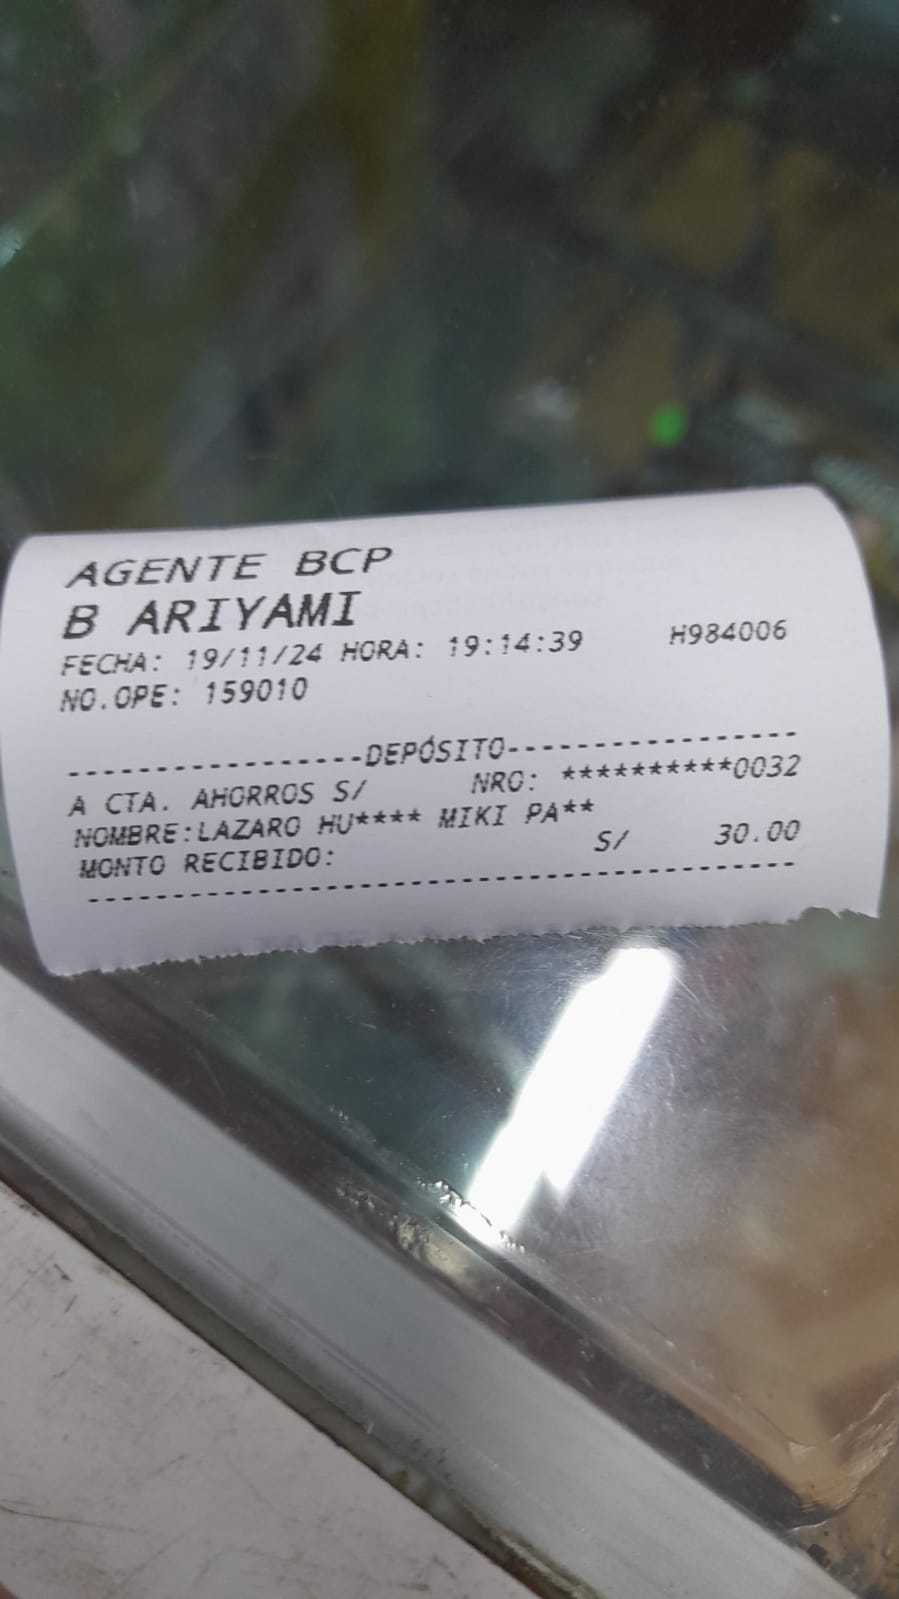 AGENTE BCP
B ARIYAMI
FECHA: 19/11/24 HORA: 19:14:39 H984006
NO.OPE: 159010
-----------------DEPÓSITO-----------------
A CTA. AHORROS S/ NRO: **********0032
NOMBRE:LAZARO HU**** MIKI PA**
MONTO RECIBIDO: S/ 30.00
------------------------------------------